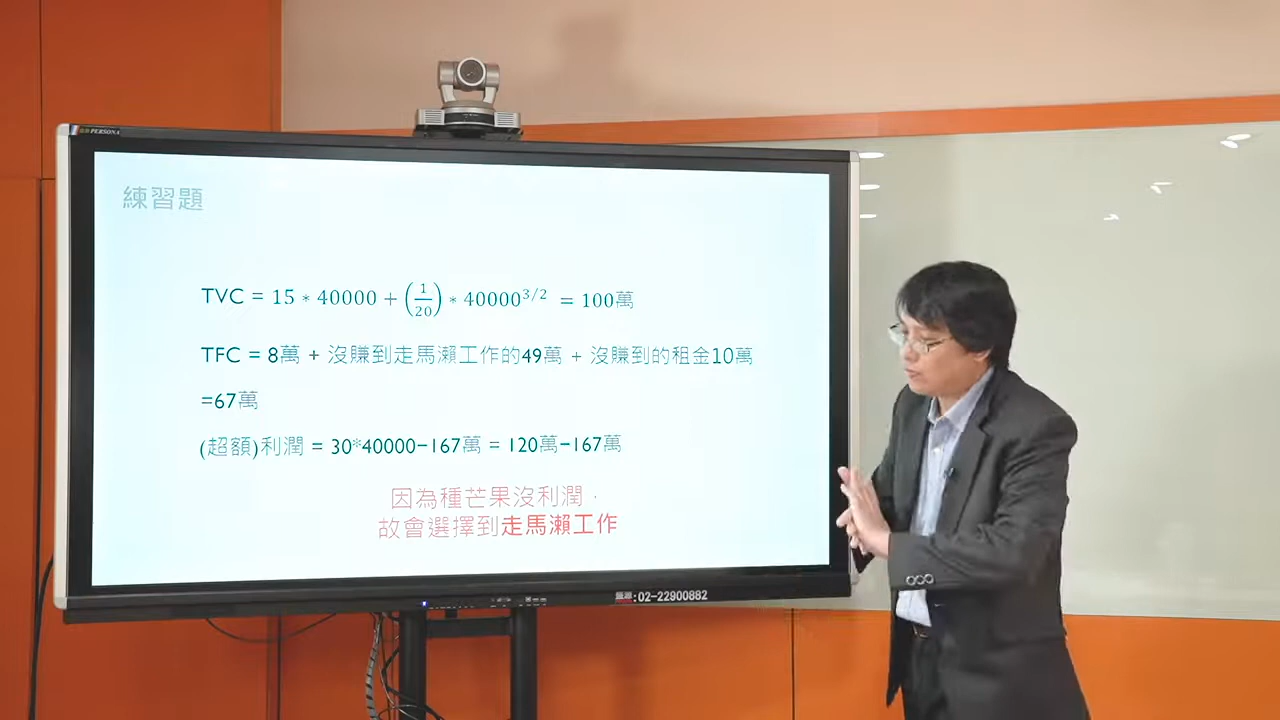 PERSONA
練習題
TVC = 15 * 40000 + (1/20) * 40000^3/2 = 100萬
TFC = 8萬 + 沒賺到走馬瀨工作的49萬 + 沒賺到的租金10萬
=67萬
(超額)利潤 = 30*40000-167萬 = 120萬-167萬
因為種芒果沒利潤，
故會選擇到走馬瀨工作
:02-22900882